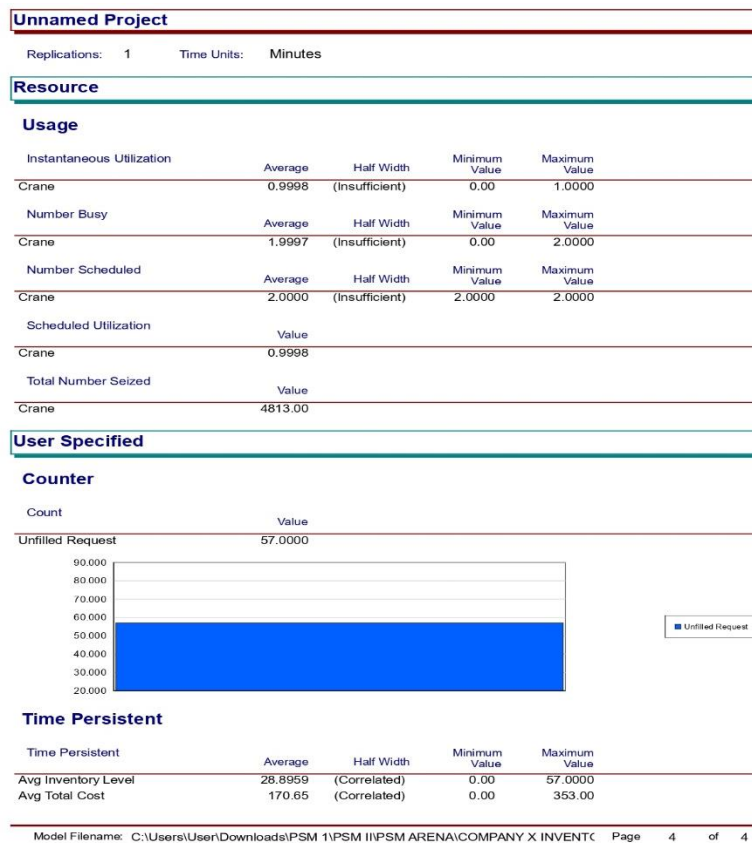 Unnamed Project
Replications: 1 Time Units: Minutes
Resource
Usage
Instantaneous Utilization Average Half Width Minimum Value Maximum Value
Crane 0.9998 (Insufficient) 0.00 1.0000
Number Busy Average Half Width Minimum Value Maximum Value
Crane 1.9997 (Insufficient) 0.00 2.0000
Number Scheduled Average Half Width Minimum Value Maximum Value
Crane 2.0000 (Insufficient) 2.0000 2.0000
Scheduled Utilization Value
Crane 0.9998
Total Number Seized Value
Crane 4813.00
User Specified
Counter
Count Value
Unfilled Request 57.0000
90.000
80.000
70.000
60.000
50.000
40.000
30.000
20.000
Unfilled Request
Time Persistent
Time Persistent Average Half Width Minimum Value Maximum Value
Avg Inventory Level 28.8959 (Correlated) 0.00 57.0000
Avg Total Cost 170.65 (Correlated) 0.00 353.00
Model Filename: C:\Users\User\Downloads\PSM 1\PSM II\PSM ARENA\COMPANY X INVENT( Page 4 of 4